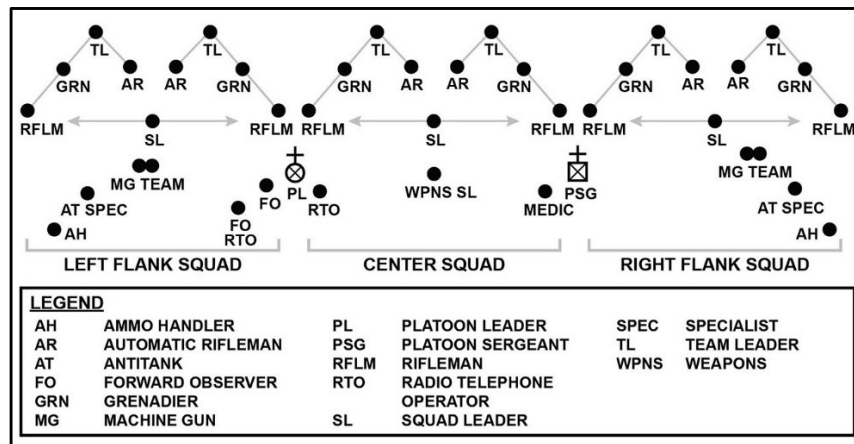 TL TL TL TL TL TL
GRN AR AR GRN GRN AR AR GRN GRN AR AR GRN
RFLM SL RFLM RFLM SL RFLM RFLM SL RFLM
MG TEAM PL WPNS SL PSG MG TEAM
AT SPEC FO RTO MEDIC AT SPEC
AH FO AH
RTO
LEFT FLANK SQUAD CENTER SQUAD RIGHT FLANK SQUAD
LEGEND
AH AMMO HANDLER PL PLATOON LEADER SPEC SPECIALIST
AR AUTOMATIC RIFLEMAN PSG PLATOON SERGEANT TL TEAM LEADER
AT ANTITANK RFLM RIFLEMAN WPNS WEAPONS
FO FORWARD OBSERVER RTO RADIO TELEPHONE
GRN GRENADIER OPERATOR
MG MACHINE GUN SL SQUAD LEADER